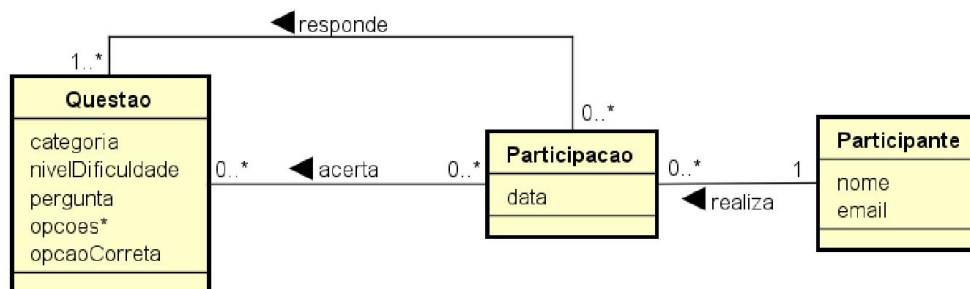 ◀ responde
1..*
Questao
categoria
nivelDificuldade
pergunta
opcoes*
opcaoCorreta
0..*
◀ acerta
0..*
0..*
Participacao
data
0..*
1
◀ realiza
Participante
nome
email